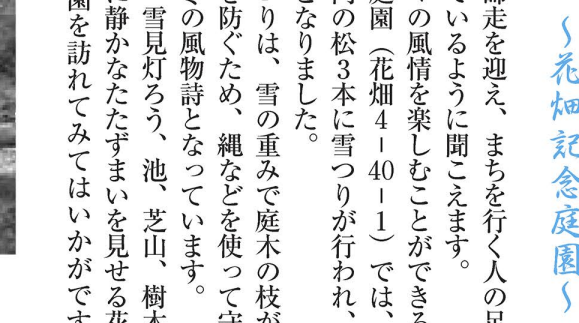 ～花畑記念庭園～
師走を迎え、まちを行く人の足
ているように聞こえます。
の風情を楽しむことができる
庭園（花畑4-40-1）では、
内の松3本に雪つりが行われ、
となりました。
りは、雪の重みで庭木の枝が
を防ぐため、縄などを使って守
の風物詩となっています。
雪見灯ろう、池、芝山、樹木
に静かなたたずまいを見せる花
園を訪れてみてはいかがです